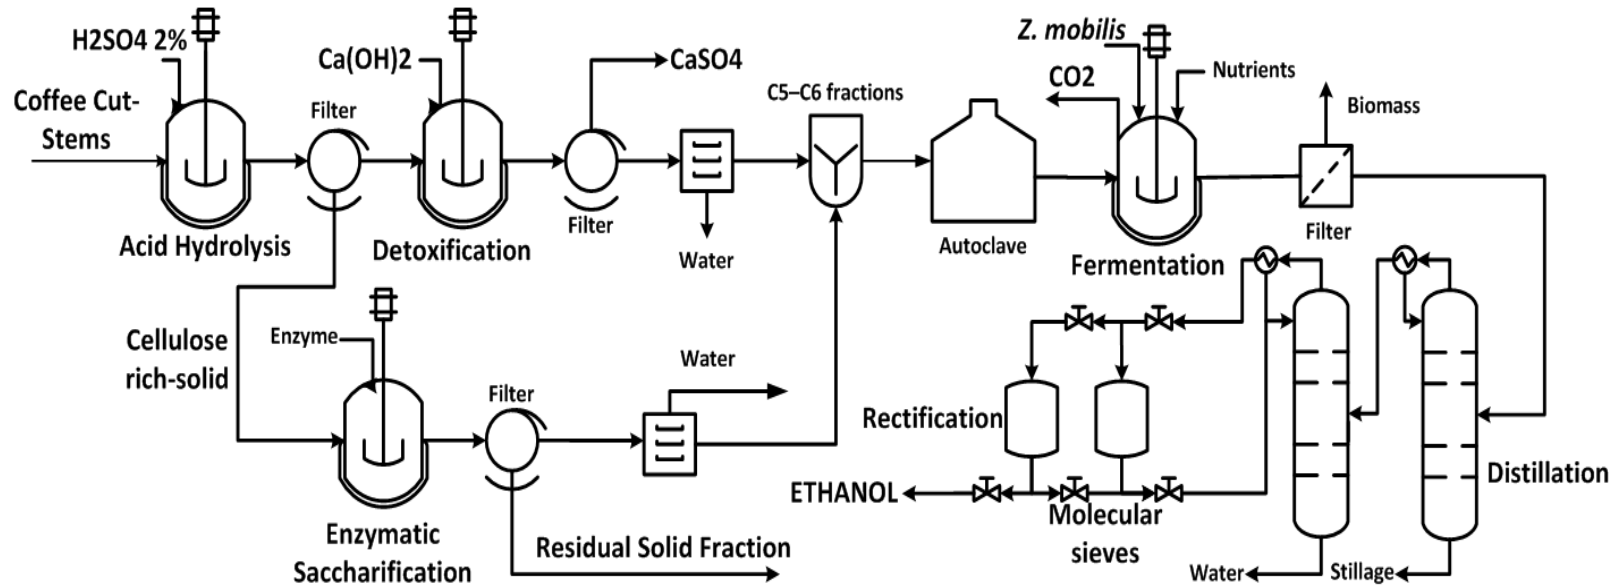 H2SO4 2%
Coffee Cut-
Stems
Filter
Acid Hydrolysis
Ca(OH)2
Detoxification
CaSO4
Filter
Water
C5–C6 fractions
Autoclave
Z. mobilis
CO2
Nutrients
Fermentation
Biomass
Filter
Cellulose
rich-solid
Enzyme
Filter
Water
Enzymatic
Saccharification
Residual Solid Fraction
Rectification
ETHANOL
Molecular
sieves
Distillation
Water
Stillage